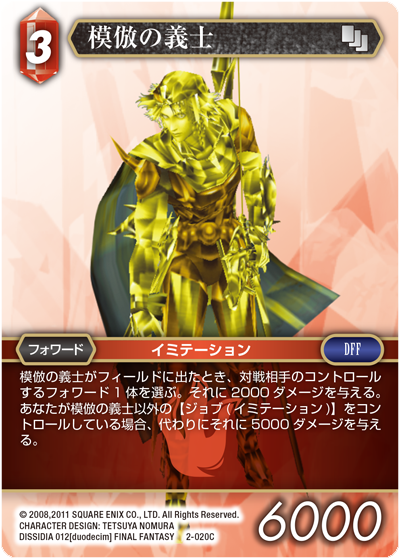 3
模倣の義士
フォワード
イミテーション
DFF
模倣の義士がフィールドに出たとき、対戦相手のコントロール
するフォワード1体を選ぶ。それに2000ダメージを与える。
あなたが模倣の義士以外の【ジョブ(イミテーション)】をコ
ントロールしている場合、代わりにそれに5000ダメージを与え
る。
© 2008,2011 SQUARE ENIX CO., LTD. All Rights Reserved.
CHARACTER DESIGN: TETSUYA NOMURA
DISSIDIA 012[duodecim] FINAL FANTASY 2-020C
6000